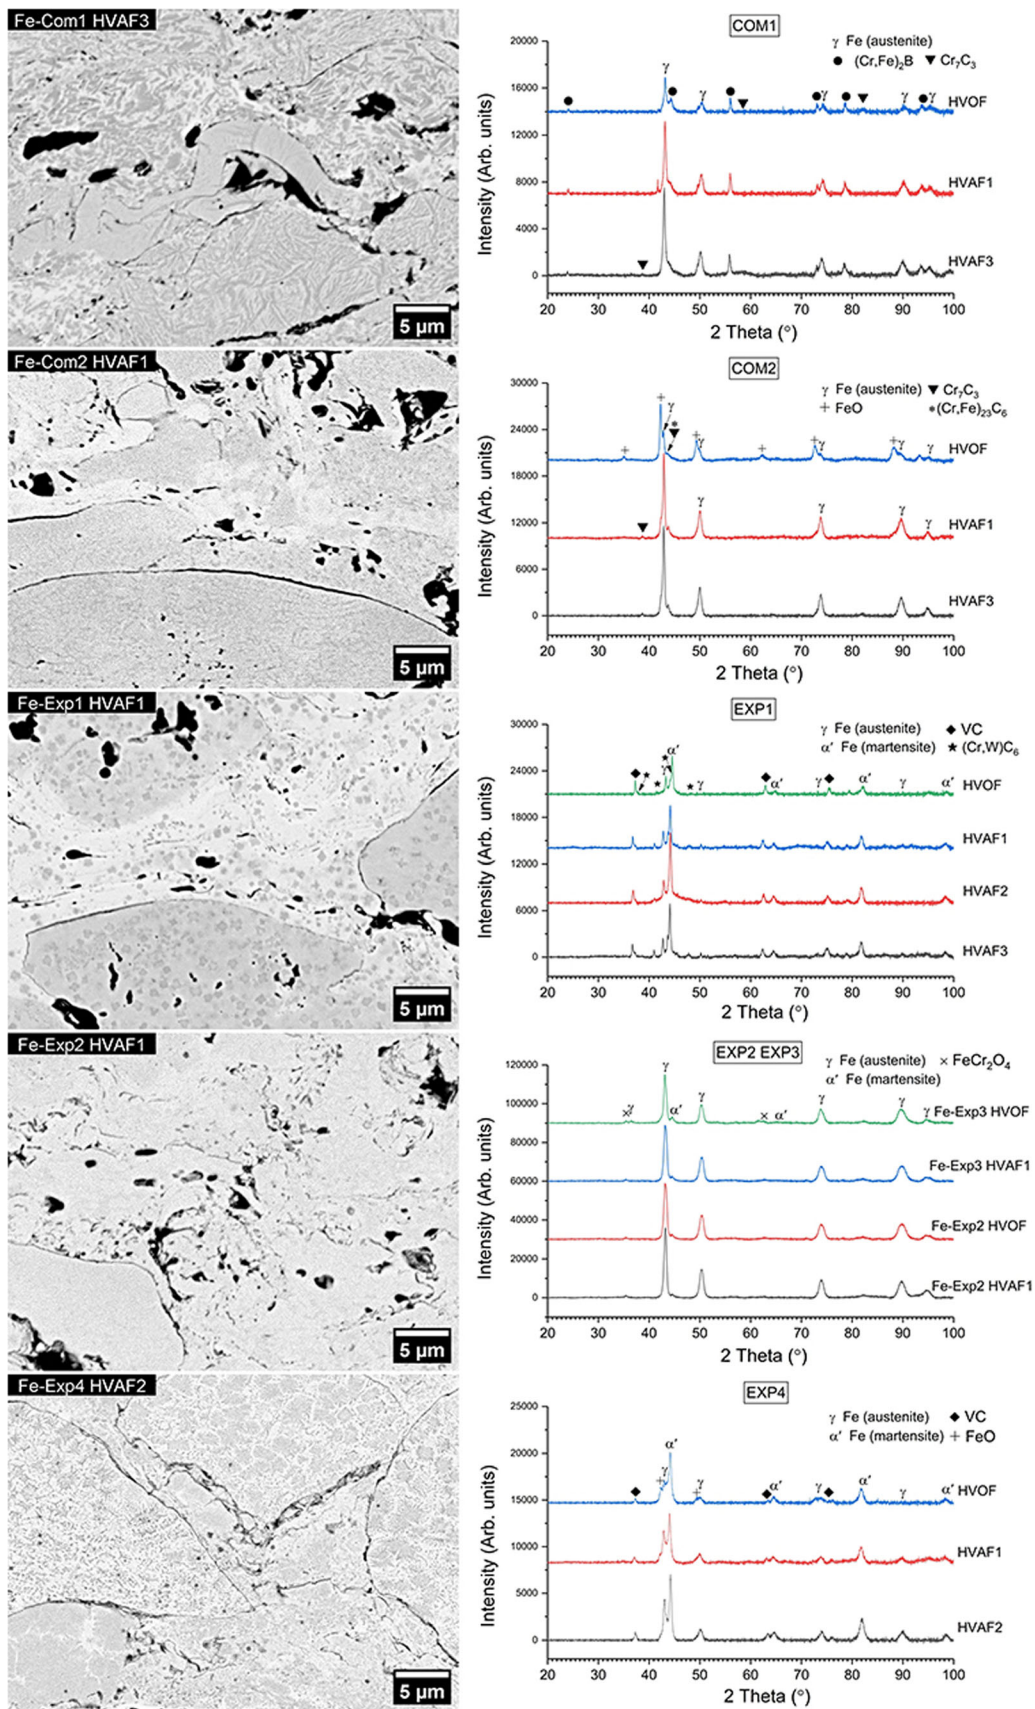 Fe-Com1 HVAF3
5 µm
COM1
γ Fe (austenite)
● (Cr,Fe)₂B ▼ Cr₇C₃
γ
γ
γ
γ
γ
HVOF
HVAF1
HVAF3
Intensity (Arb. units)
20000
16000
12000
8000
4000
0
20 30 40 50 60 70 80 90 100
2 Theta (°)
Fe-Com2 HVAF1
5 µm
COM2
γ Fe (austenite) ▼ Cr₇C₃
+ FeO *(Cr,Fe)₂₃C₆
γ
γ
γ
γ
γ
HVOF
γ
γ
γ
γ
HVAF1
HVAF3
Intensity (Arb. units)
30000
24000
18000
12000
6000
0
20 30 40 50 60 70 80 90 100
2 Theta (°)
Fe-Exp1 HVAF1
5 µm
EXP1
γ Fe (austenite) ◆ VC
α′ Fe (martensite) ★ (Cr,W)C₆
α′
γ
γ
α′
γ
α′
γ
α′
HVOF
HVAF1
HVAF2
HVAF3
Intensity (Arb. units)
30000
24000
18000
12000
6000
0
20 30 40 50 60 70 80 90 100
2 Theta (°)
Fe-Exp2 HVAF1
5 µm
EXP2 EXP3
γ Fe (austenite) × FeCr₂O₄
α′ Fe (martensite)
γ
γ
α′
γ
α′
γ
γ
γ
Fe-Exp3 HVOF
Fe-Exp3 HVAF1
Fe-Exp2 HVOF
Fe-Exp2 HVAF1
Intensity (Arb. units)
120000
100000
80000
60000
40000
20000
0
20 30 40 50 60 70 80 90 100
2 Theta (°)
Fe-Exp4 HVAF2
5 µm
EXP4
γ Fe (austenite) ◆ VC
α′ Fe (martensite) + FeO
α′
γ
γ
α′
γ
α′
γ
α′
HVOF
HVAF1
HVAF2
Intensity (Arb. units)
25000
20000
15000
10000
5000
0
20 30 40 50 60 70 80 90 100
2 Theta (°)